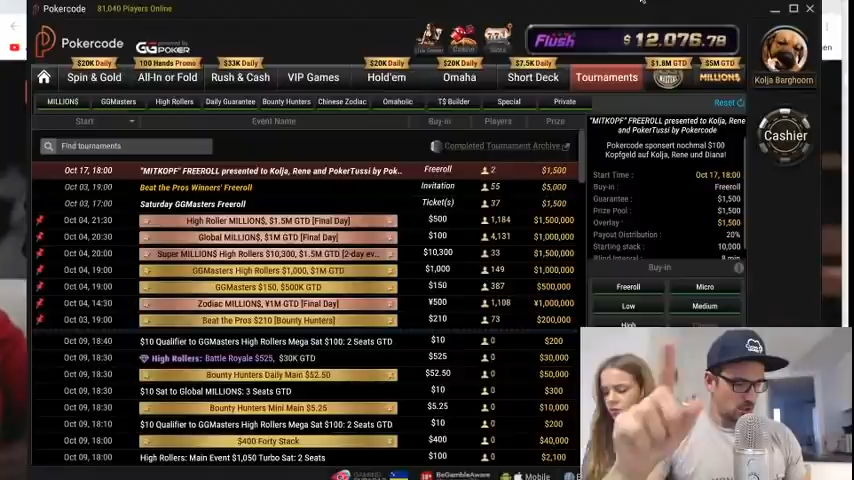 Pokercode 81,040 Players Online
Pokercode powered by GGPOKER
Flush $ 12,076.78
$20K Daily 100 Hands Promo $33K Daily $20K Daily $20K Daily $7.5K Daily $1.8M GTD $5M GTD
Spin & Gold All-In or Fold Rush & Cash VIP Games Hold'em Omaha Short Deck Tournaments MILLION$
Kolja Barghoorn
MILLION$ GGMasters High Rollers Daily Guarantee Bounty Hunters Chinese Zodiac Omaholic T$ Builder Special Private Reset
Start Event Name Buy-in Players Prize
Find tournaments Completed Tournament Archive
Oct 17, 18:00 "MITKOPF" FREEROLL presented to Kolja, Rene and PokerTussi by Pok.. Freeroll 2 $1,500
Oct 03, 19:00 Beat the Pros Winners' Freeroll Invitation 55 $5,000
Oct 03, 17:00 Saturday GGMasters Freeroll Ticket(s) 37 $1,500
Oct 04, 21:30 High Roller MILLION$, $1.5M GTD [Final Day] $500 1,184 $1,500,000
Oct 04, 20:30 Global MILLION$, $1M GTD [Final Day] $100 4,131 $1,000,000
Oct 04, 20:00 Super MILLION$ High Rollers $10,300, $1.5M GTD [2-day ev... $10,300 33 $1,500,000
Oct 04, 19:00 GGMasters High Rollers $1,000, $1M GTD $1,000 149 $1,000,000
Oct 04, 19:00 GGMasters $150, $500K GTD $150 387 $500,000
Oct 04, 14:30 Zodiac MILLION$, ¥1M GTD [Final Day] ¥500 1,108 ¥1,000,000
Oct 03, 19:00 Beat the Pros $210 [Bounty Hunters] $210 73 $200,000
Oct 09, 18:40 $10 Qualifier to GGMasters Mega Sat $100: 2 Seats GTD $10 0 $200
Oct 09, 18:30 High Rollers: Battle Royale $525, $30K GTD $525 0 $30,000
Oct 09, 18:30 Bounty Hunters Daily Main $52.50 $52.50 0 $50,000
Oct 09, 18:30 $10 Sat to Global MILLION$: 3 Seats GTD $10 0 $300
Oct 09, 18:30 Bounty Hunters Mini Main $5.25 $5.25 0 $10,000
Oct 09, 18:10 $10 Qualifier to GGMasters Mega Sat $100: 2 Seats GTD $10 0 $200
Oct 09, 18:00 $400 Forty Stack $400 0 $40,000
Oct 09, 18:00 High Rollers: Main Event $1,050 Turbo Sat: 2 Seats $100 0 $2,100
"MITKOPF" FREEROLL presented to Kolja, Rene
and PokerTussi by Pokercode
Pokercode sponsert nochmal $100
Kopfgeld auf Kolja, Rene und Diana!
Start Time: Oct 17, 18:00
Buy-in: Freeroll
Guarantee: $1,500
Prize Pool: $1,500
Overlay: $1,500
Payout Distribution: 20%
Starting stack: 10,000
Blind Interval: 8 min
Buy-in
Freeroll Micro
Low Medium
High
Cashier
BeGambleAware Mobile